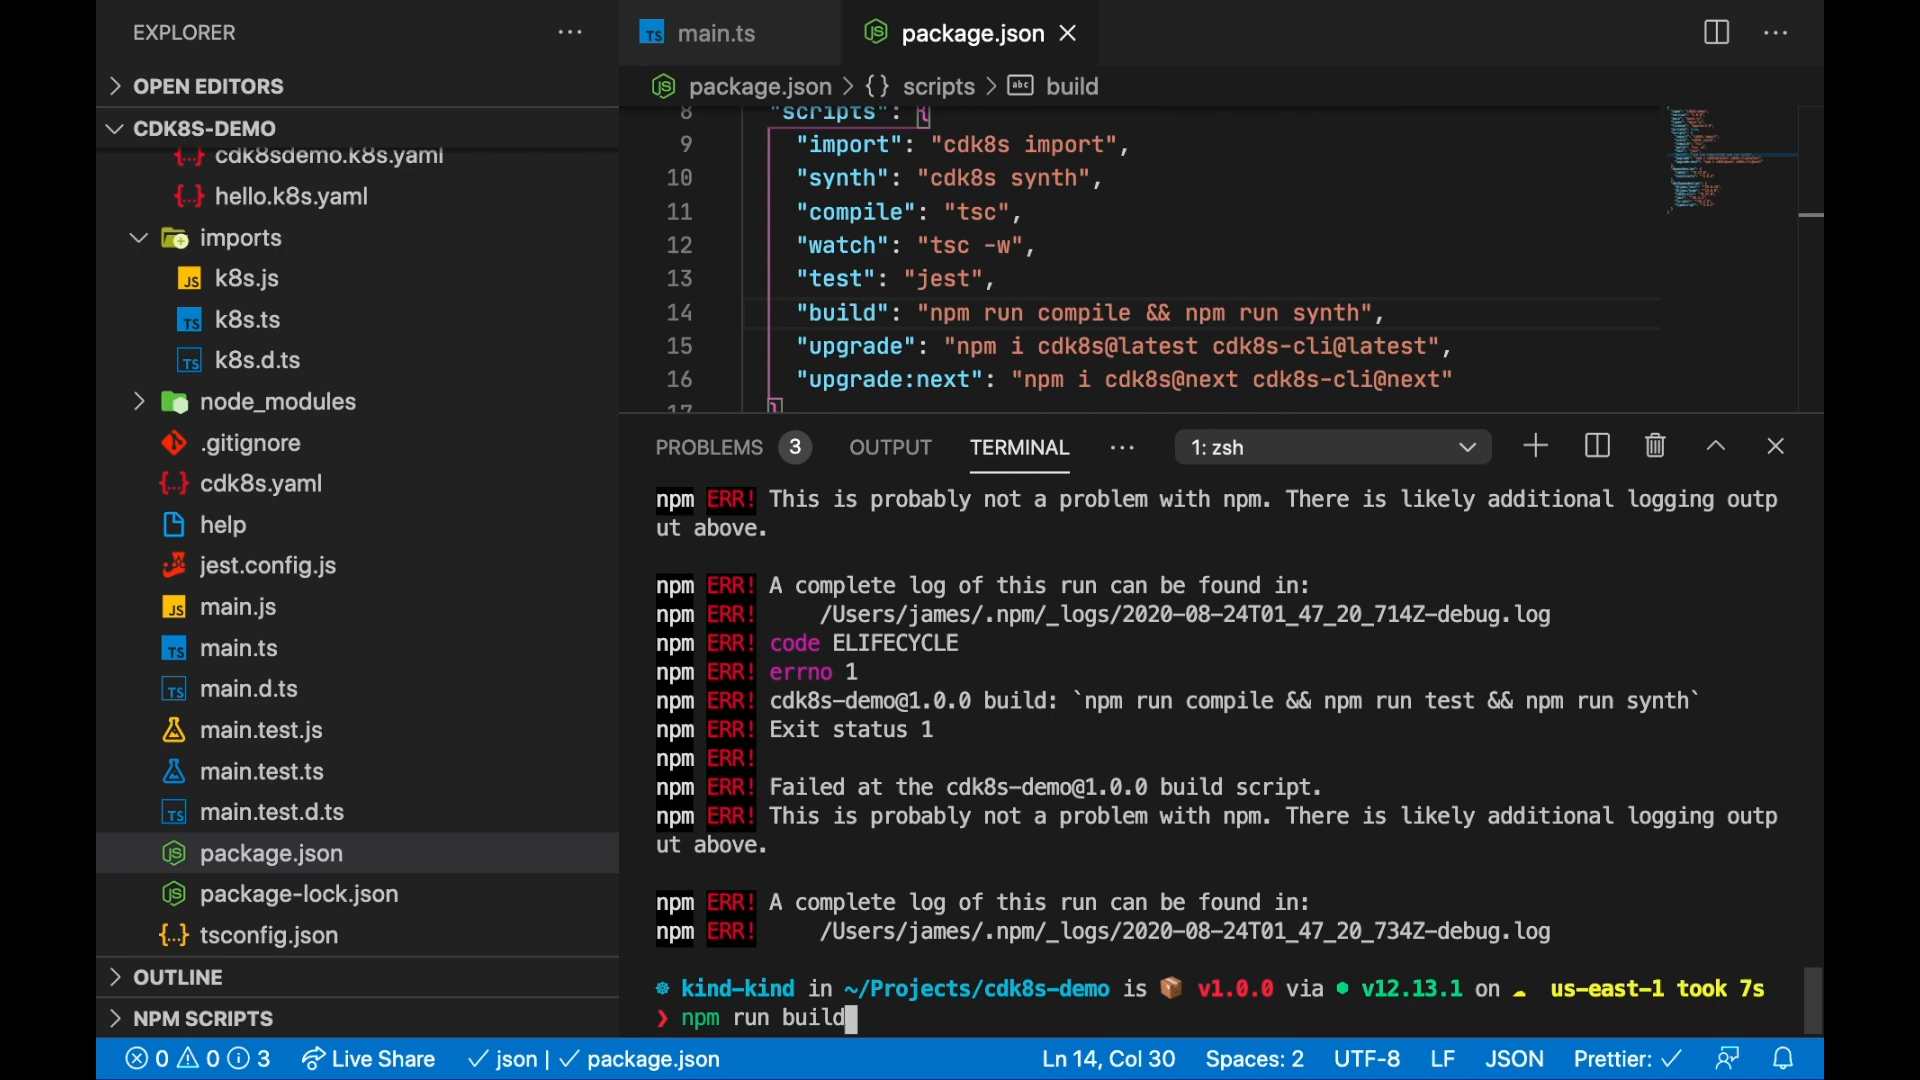 EXPLORER
OPEN EDITORS
CDK8S-DEMO
cdk8sdemo.k8s.yaml
hello.k8s.yaml
imports
JS k8s.js
TS k8s.ts
TS k8s.d.ts
node_modules
.gitignore
cdk8s.yaml
help
jest.config.js
JS main.js
TS main.ts
TS main.d.ts
main.test.js
main.test.ts
TS main.test.d.ts
package.json
package-lock.json
{..} tsconfig.json
OUTLINE
NPM SCRIPTS
TS main.ts
package.json
package.json > {} scripts > abc build
8 "scripts": {
9 "import": "cdk8s import",
10 "synth": "cdk8s synth",
11 "compile": "tsc",
12 "watch": "tsc -w",
13 "test": "jest",
14 "build": "npm run compile && npm run synth",
15 "upgrade": "npm i cdk8s@latest cdk8s-cli@latest",
16 "upgrade:next": "npm i cdk8s@next cdk8s-cli@next"
17 }
PROBLEMS 3 OUTPUT TERMINAL ··· 1: zsh
npm ERR! This is probably not a problem with npm. There is likely additional logging outp
ut above.
npm ERR! A complete log of this run can be found in:
npm ERR! /Users/james/.npm/_logs/2020-08-24T01_47_20_714Z-debug.log
npm ERR! code ELIFECYCLE
npm ERR! errno 1
npm ERR! cdk8s-demo@1.0.0 build: `npm run compile && npm run test && npm run synth`
npm ERR! Exit status 1
npm ERR!
npm ERR! Failed at the cdk8s-demo@1.0.0 build script.
npm ERR! This is probably not a problem with npm. There is likely additional logging outp
ut above.
npm ERR! A complete log of this run can be found in:
npm ERR! /Users/james/.npm/_logs/2020-08-24T01_47_20_734Z-debug.log
☸ kind-kind in ~/Projects/cdk8s-demo is 📦 v1.0.0 via ⬢ v12.13.1 on ☁ us-east-1 took 7s
❯ npm run build
0 0 3 Live Share ✓ json | ✓ package.json Ln 14, Col 30 Spaces: 2 UTF-8 LF JSON Prettier: ✓